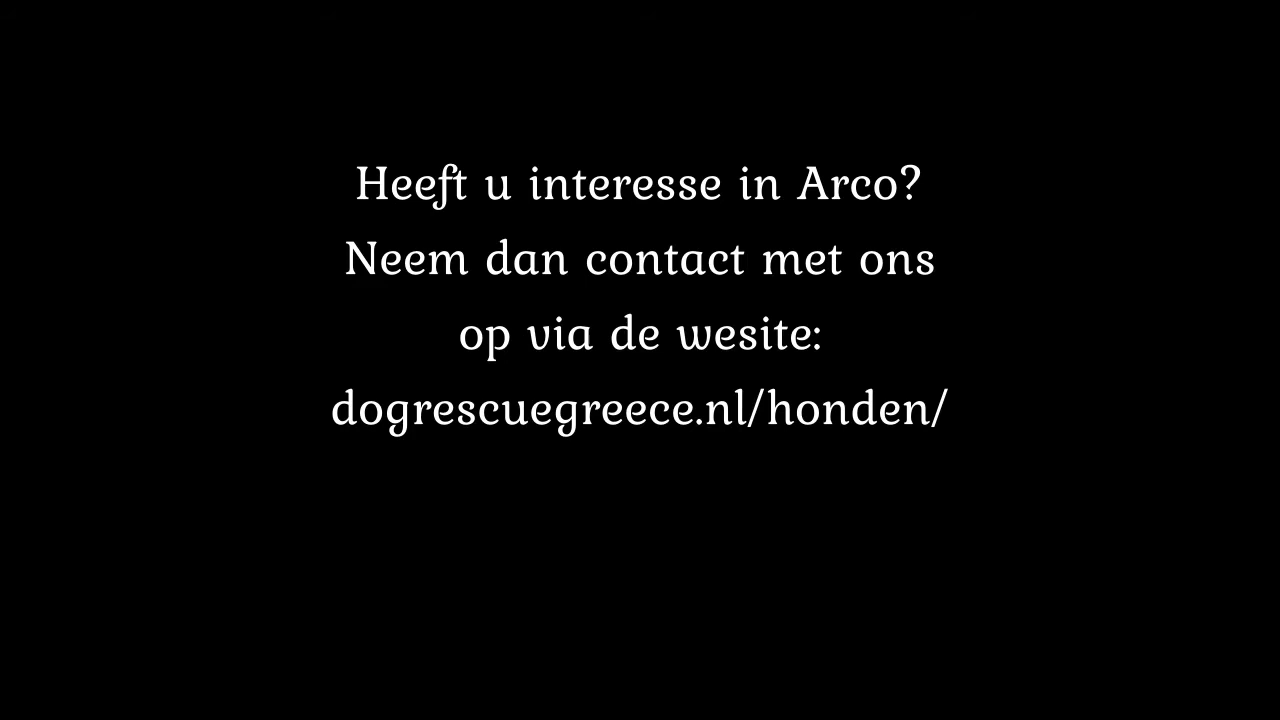 Heeft u interesse in Arco?
Neem dan contact met ons
op via de wesite:
dogrescuegreece.nl/honden/